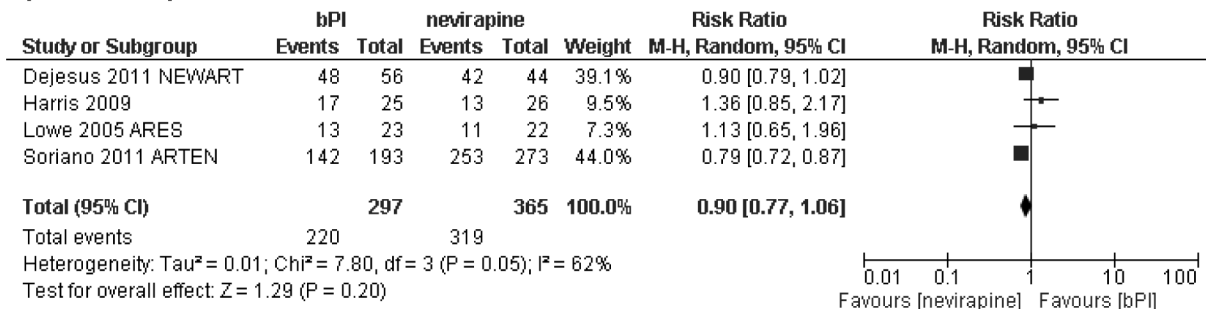 bPI nevirapine Risk Ratio Risk Ratio
Study or Subgroup Events Total Events Total Weight M-H, Random, 95% CI M-H, Random, 95% CI
Dejesus 2011 NEWART 48 56 42 44 39.1% 0.90 [0.79, 1.02]
Harris 2009 17 25 13 26 9.5% 1.36 [0.85, 2.17]
Lowe 2005 ARES 13 23 11 22 7.3% 1.13 [0.65, 1.96]
Soriano 2011 ARTEN 142 193 253 273 44.0% 0.79 [0.72, 0.87]
Total (95% CI) 297 365 100.0% 0.90 [0.77, 1.06]
Total events 220 319
Heterogeneity: Tau² = 0.01; Chi² = 7.80, df = 3 (P = 0.05); I² = 62%
Test for overall effect: Z = 1.29 (P = 0.20)
0.01 0.1 1 10 100
Favours [nevirapine] Favours [bPI]